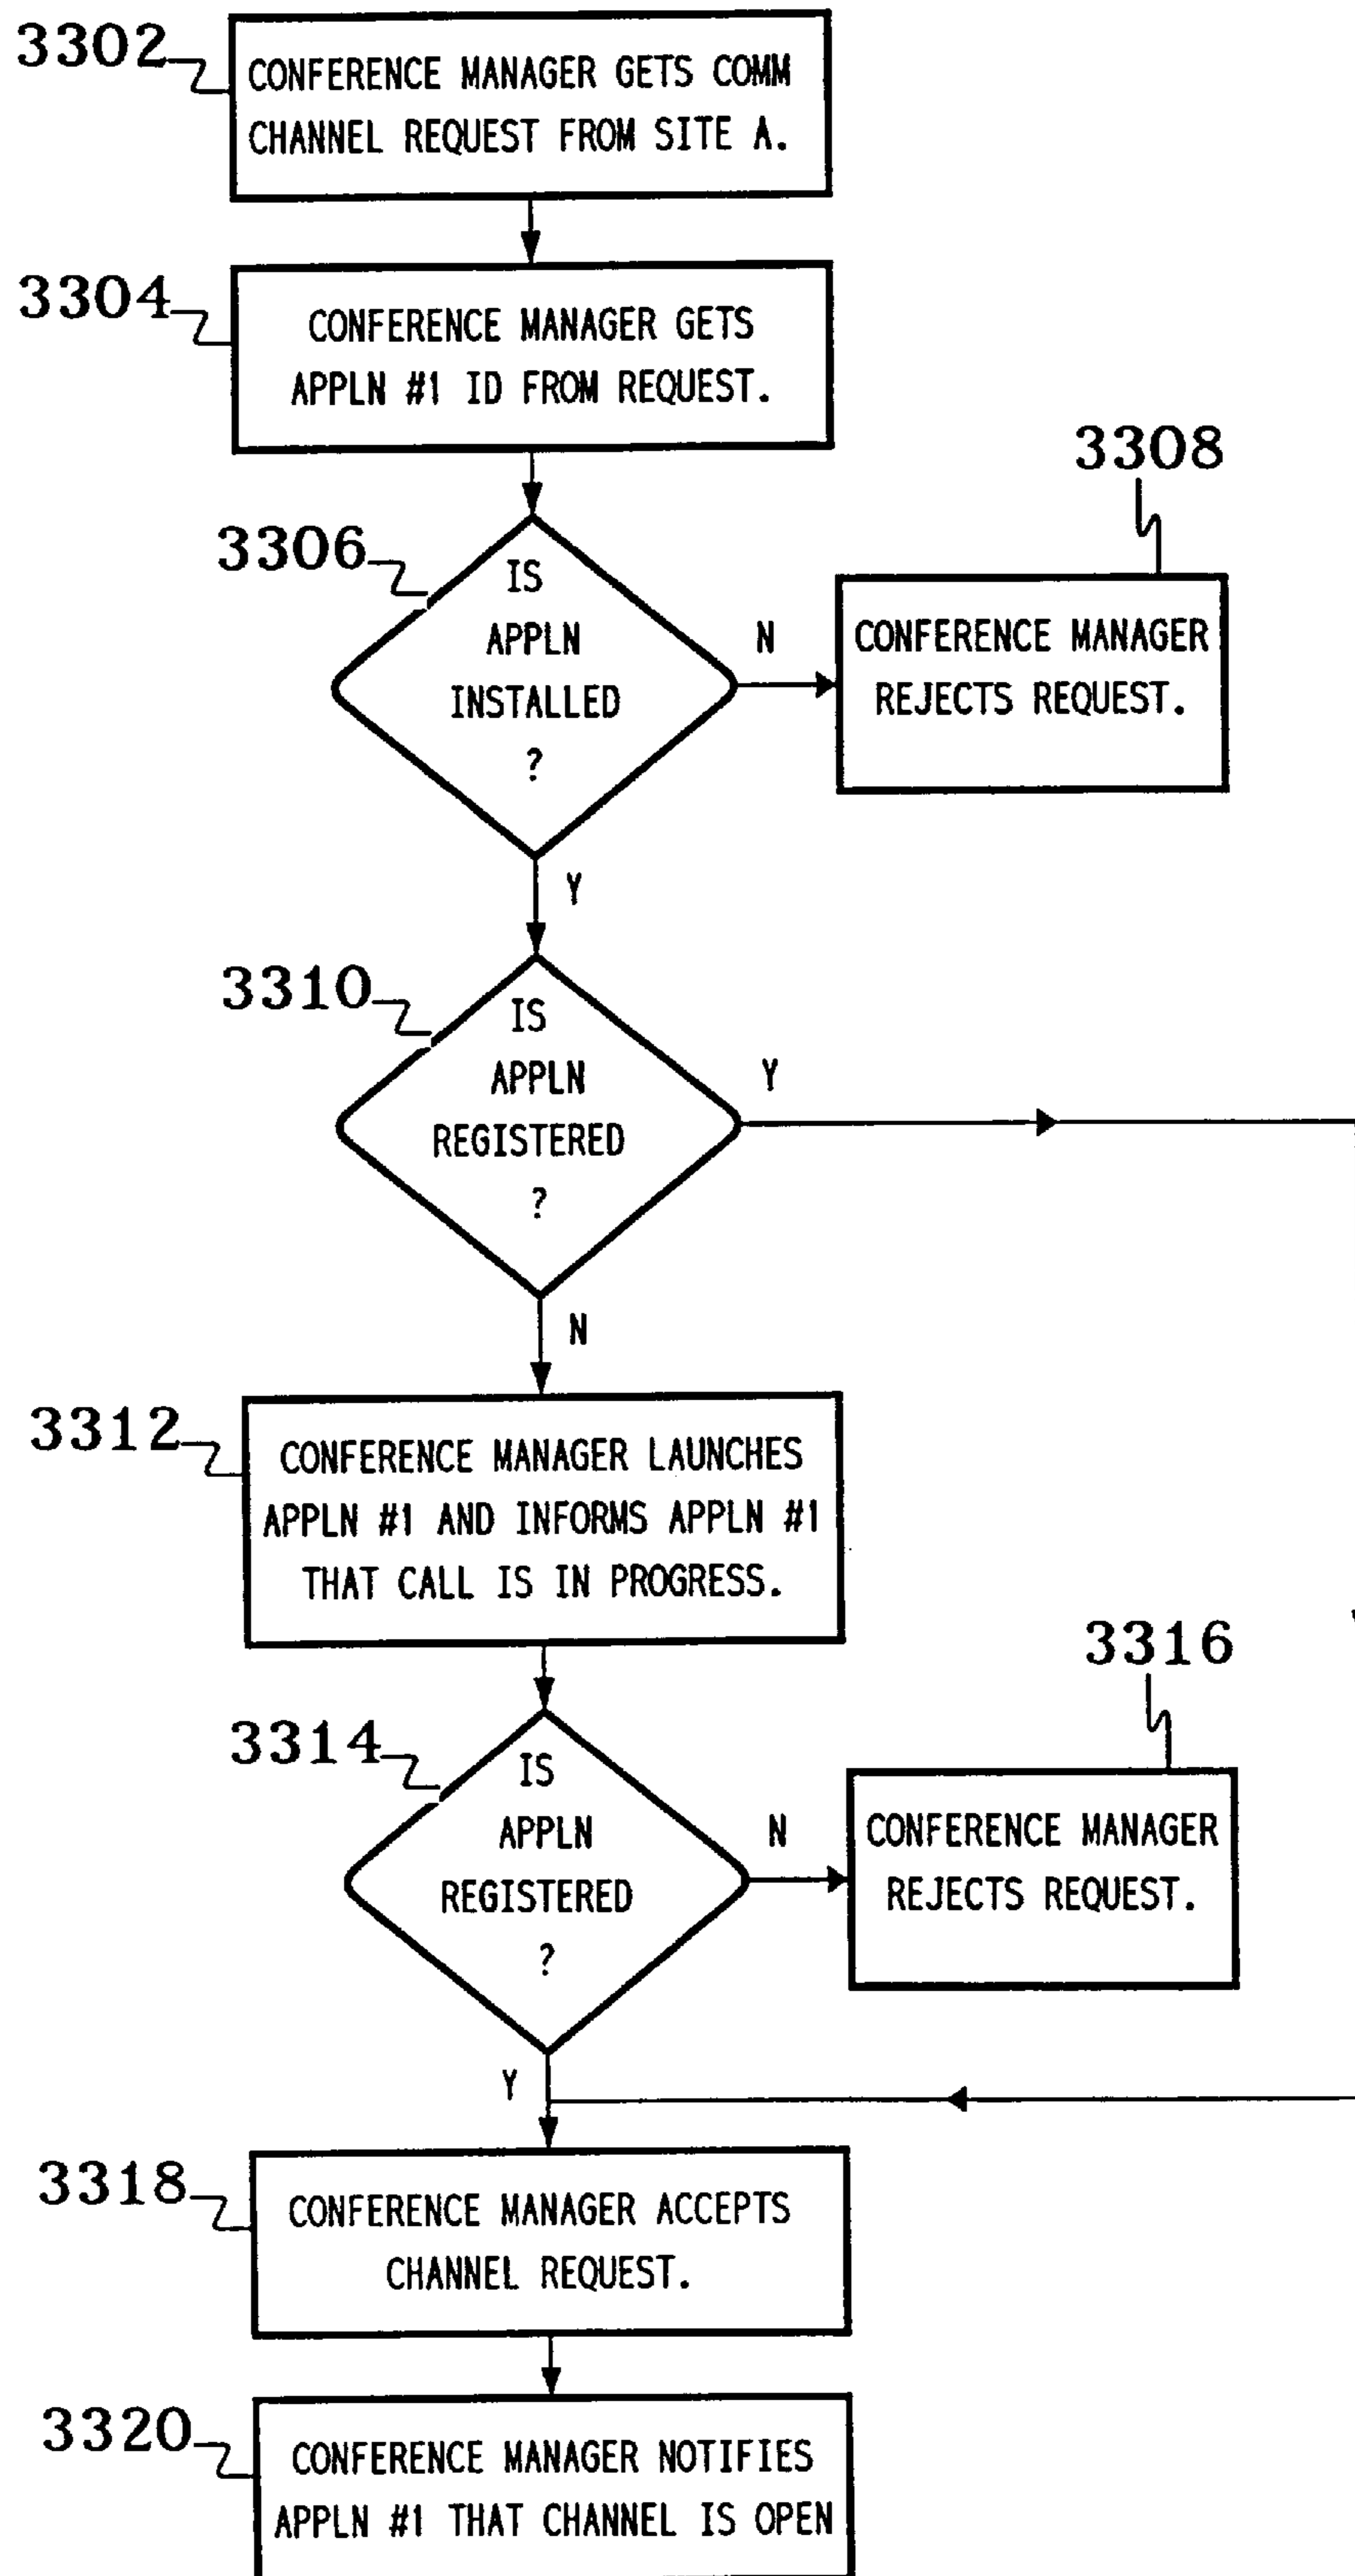 3302
CONFERENCE MANAGER GETS COMM
CHANNEL REQUEST FROM SITE A.
3304
CONFERENCE MANAGER GETS
APPLN #1 ID FROM REQUEST.
3306
IS
APPLN
INSTALLED
?
N
3308
CONFERENCE MANAGER
REJECTS REQUEST.
Y
3310
IS
APPLN
REGISTERED
?
Y
N
3312
CONFERENCE MANAGER LAUNCHES
APPLN #1 AND INFORMS APPLN #1
THAT CALL IS IN PROGRESS.
3314
IS
APPLN
REGISTERED
?
N
3316
CONFERENCE MANAGER
REJECTS REQUEST.
Y
3318
CONFERENCE MANAGER ACCEPTS
CHANNEL REQUEST.
3320
CONFERENCE MANAGER NOTIFIES
APPLN #1 THAT CHANNEL IS OPEN